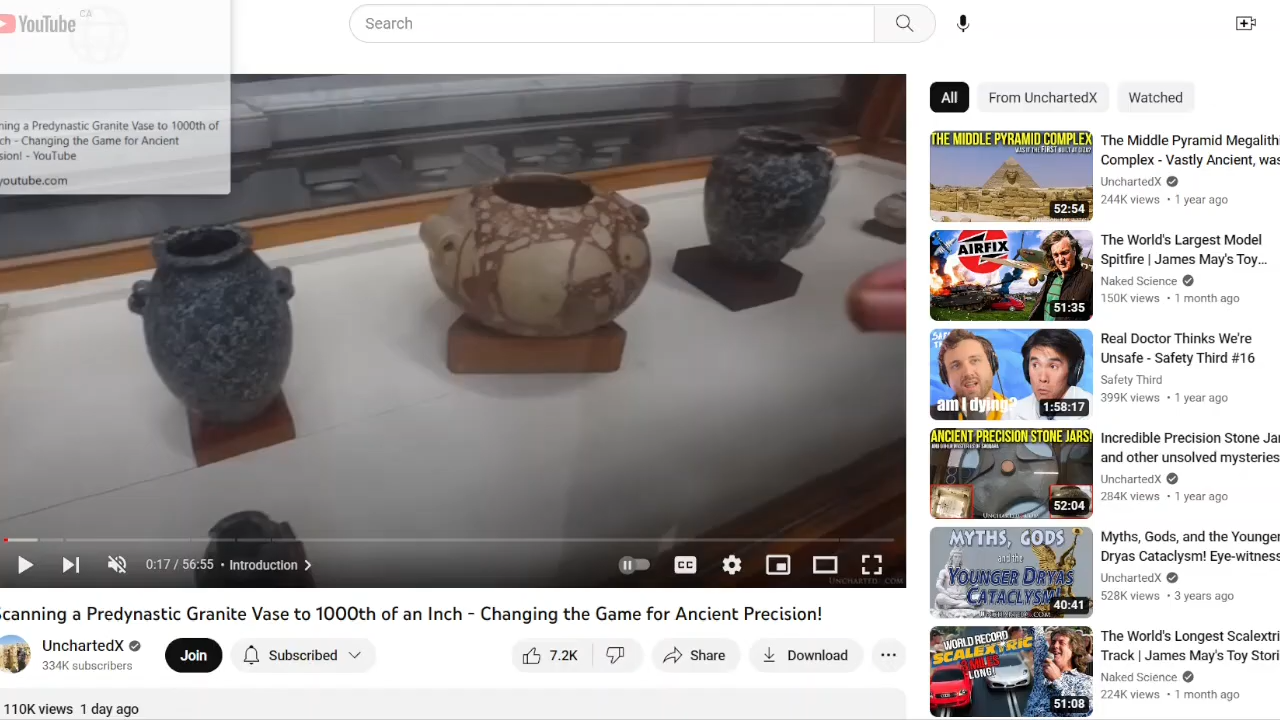 YouTube CA
Search
ning a Predynastic Granite Vase to 1000th of
ch - Changing the Game for Ancient
sion! - YouTube
youtube.com
0:17 / 56:55 • Introduction
UNCHARTEDX.COM
Scanning a Predynastic Granite Vase to 1000th of an Inch - Changing the Game for Ancient Precision!
UnchartedX
334K subscribers
Join
Subscribed
7.2K
Share
Download
110K views 1 day ago
All
From UnchartedX
Watched
THE MIDDLE PYRAMID COMPLEX
52:54
The Middle Pyramid Megalith
Complex - Vastly Ancient, was
UnchartedX
244K views • 1 year ago
AIRFIX
51:35
The World's Largest Model
Spitfire | James May's Toy...
Naked Science
150K views • 1 month ago
am I dying?
1:58:17
Real Doctor Thinks We're
Unsafe - Safety Third #16
Safety Third
399K views • 1 year ago
ANCIENT PRECISION STONE JARS!
52:04
Incredible Precision Stone Jar
and other unsolved mysteries
UnchartedX
284K views • 1 year ago
MYTHS, GODS
and the
YOUNGER DRYAS
CATACLYSM!
40:41
Myths, Gods, and the Younger
Dryas Cataclysm! Eye-witness
UnchartedX
528K views • 3 years ago
WORLD RECORD
SCALEXTRIC
3 MILES
LONG!
51:08
The World's Longest Scalextri
Track | James May's Toy Stori
Naked Science
224K views • 1 month ago